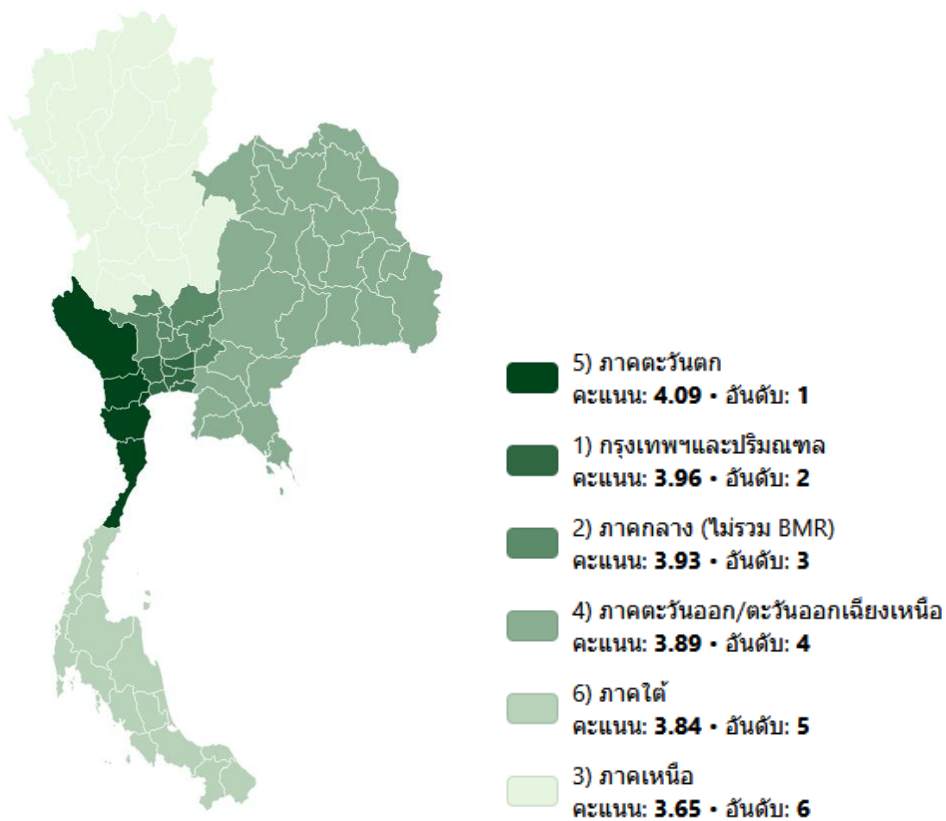 5) ภาคตะวันตก
คะแนน: 4.09 • อันดับ: 1
1) กรุงเทพฯและปริมณฑล
คะแนน: 3.96 • อันดับ: 2
2) ภาคกลาง (ไม่รวม BMR)
คะแนน: 3.93 • อันดับ: 3
4) ภาคตะวันออก/ตะวันออกเฉียงเหนือ
คะแนน: 3.89 • อันดับ: 4
6) ภาคใต้
คะแนน: 3.84 • อันดับ: 5
3) ภาคเหนือ
คะแนน: 3.65 • อันดับ: 6